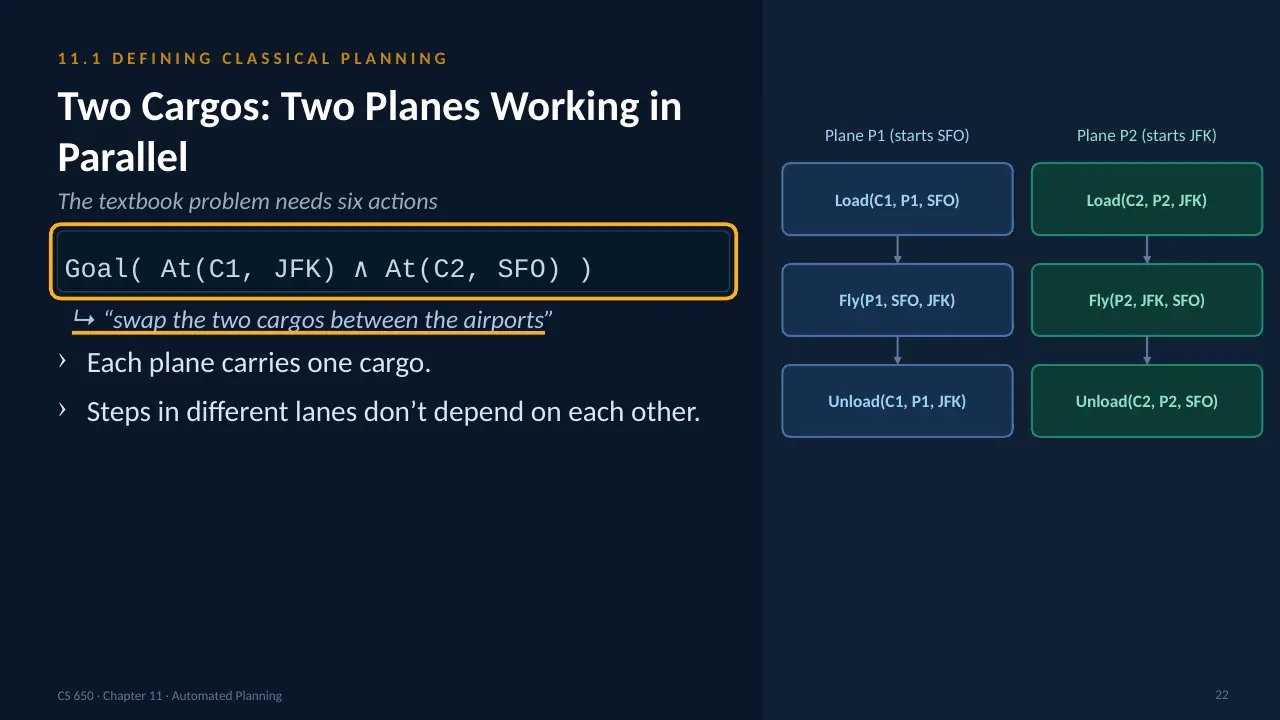 11.1 DEFINING CLASSICAL PLANNING
Two Cargos: Two Planes Working in
Parallel
The textbook problem needs six actions
Goal( At(C1, JFK) ∧ At(C2, SFO) )
↪ “swap the two cargos between the airports”
› Each plane carries one cargo.
› Steps in different lanes don’t depend on each other.
Plane P1 (starts SFO)
Load(C1, P1, SFO)
Fly(P1, SFO, JFK)
Unload(C1, P1, JFK)
Plane P2 (starts JFK)
Load(C2, P2, JFK)
Fly(P2, JFK, SFO)
Unload(C2, P2, SFO)
CS 650 · Chapter 11 · Automated Planning
22